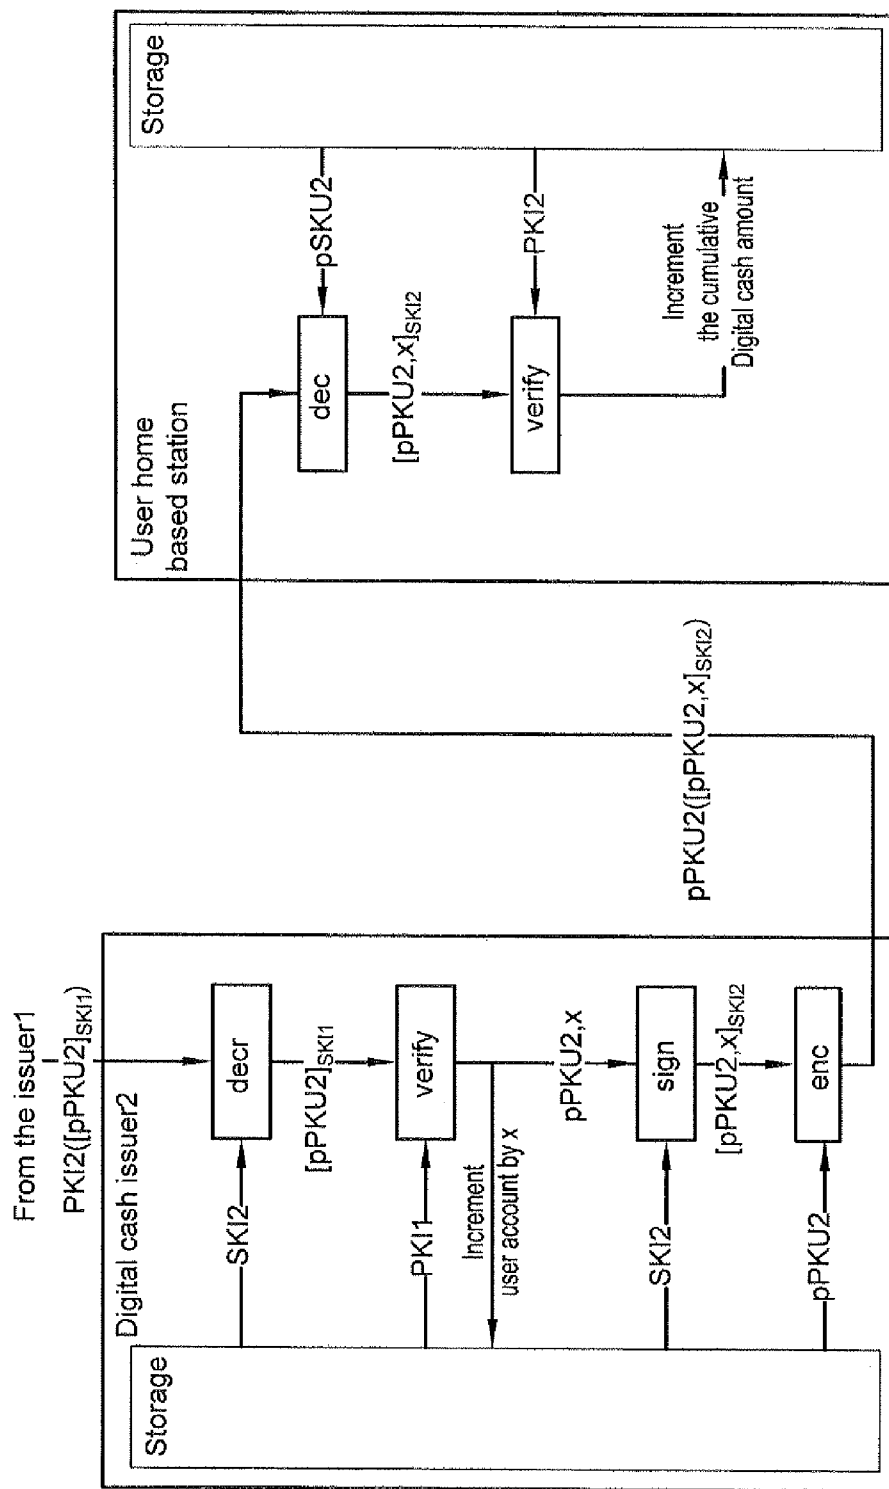 From the issuer1
PKI2([pPKU2]SKI1)
Digital cash issuer2
Storage
SKI2
decr
[pPKU2]SKI1
PKI1
verify
Increment
user account by x
pPKU2,x
SKI2
sign
[pPKU2,x]SKI2
pPKU2
enc
pPKU2([pPKU2,x]SKI2)
User home
based station
Storage
pSKU2
dec
[pPKU2,x]SKI2
PKI2
verify
Increment
the cumulative
Digital cash amount